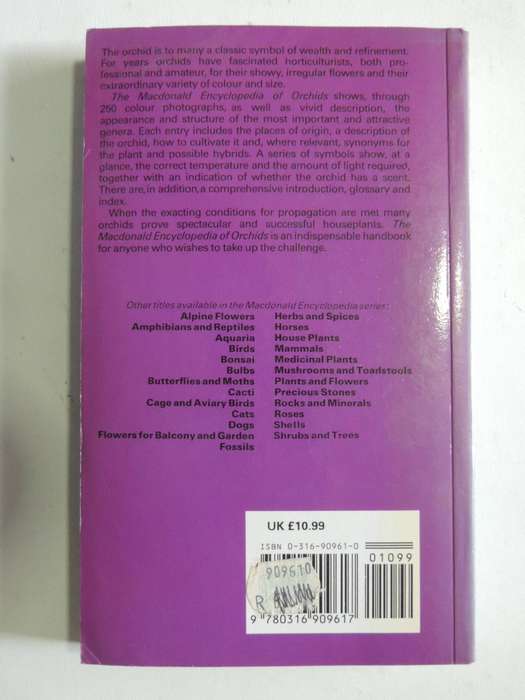 The orchid is to many a classic symbol of wealth and refinement.
For years orchids have fascinated horticulturists, both pro-
fessional and amateur, for their showy, irregular flowers and their
extraordinary variety of colour and size.
The Macdonald Encyclopedia of Orchids shows, through
250 colour photographs, as well as vivid description, the
appearance and structure of the most important and attractive
genera. Each entry includes the places of origin, a description of
the orchid, how to cultivate it and, where relevant, synonyms for
the plant and possible hybrids. A series of symbols show, at a
glance, the correct temperature and the amount of light required,
together with an indication of whether the orchid has a scent.
There are, in addition, a comprehensive introduction, glossary and
index.
When the exacting conditions for propagation are met many
orchids prove spectacular and successful houseplants. The
Macdonald Encyclopedia of Orchids is an indispensable handbook
for anyone who wishes to take up the challenge.
Other titles available in the Macdonald Encyclopedia series:
Alpine Flowers
Amphibians and Reptiles
Aquaria
Birds
Bonsai
Bulbs
Butterflies and Moths
Cacti
Cage and Aviary Birds
Cats
Dogs
Flowers for Balcony and Garden
Fossils
Herbs and Spices
Horses
House Plants
Mammals
Medicinal Plants
Mushrooms and Toadstools
Plants and Flowers
Precious Stones
Rocks and Minerals
Roses
Shells
Shrubs and Trees
UK £10.99
ISBN 0-316-90961-0
01099
909610
R
9 780316 909617